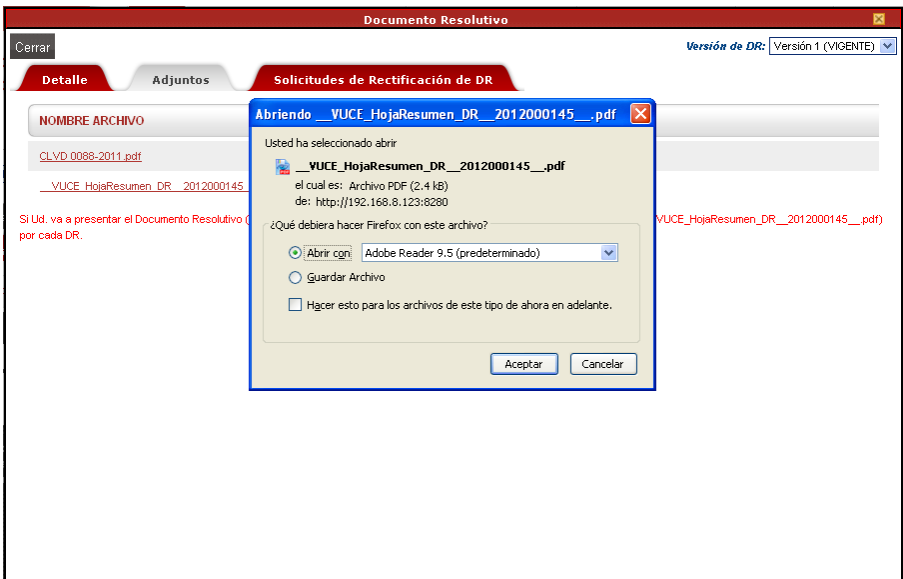 Documento Resolutivo
Cerrar
Versión de DR: Versión 1 (VIGENTE)
Detalle
Adjuntos
Solicitudes de Rectificación de DR
NOMBRE ARCHIVO
CLVD 0088-2011.pdf
__VUCE_HojaResumen_DR__2012000145_
Si Ud. va a presentar el Documento Resolutivo (
VUCE_HojaResumen_DR__2012000145__.pdf)
por cada DR.
Abriendo __VUCE_HojaResumen_DR__2012000145__.pdf
Usted ha seleccionado abrir
__VUCE_HojaResumen_DR__2012000145__.pdf
el cual es: Archivo PDF (2.4 kB)
de: http://192.168.8.123:8280
¿Qué debiera hacer Firefox con este archivo?
Abrir con
Adobe Reader 9.5 (predeterminado)
Guardar Archivo
Hacer esto para los archivos de este tipo de ahora en adelante.
Aceptar
Cancelar